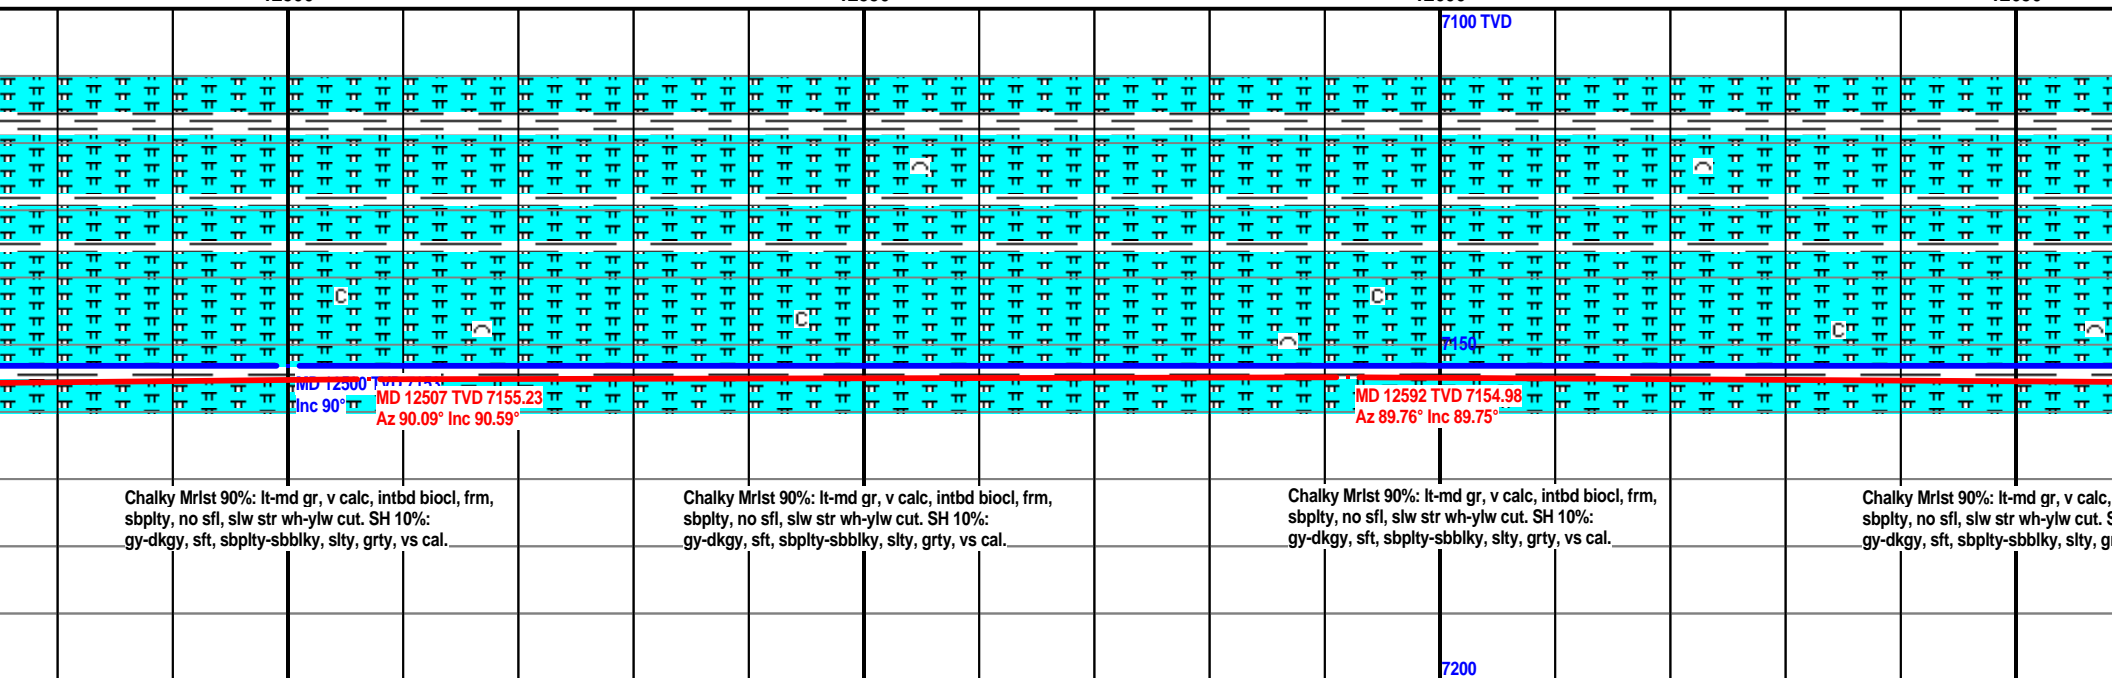 7100 TVD
C
C
C
C
7150
MD 12500 TVD
Inc 90°
MD 12507 TVD 7155.23
Az 90.09° Inc 90.59°
MD 12592 TVD 7154.98
Az 89.76° Inc 89.75°
Chalky Mrlst 90%: lt-md gr, v calc, intbd biocl, frm,
sbplty, no sfl, slw str wh-ylw cut. SH 10%:
gy-dkgy, sft, sbplty-sbblky, slty, grty, vs cal.
Chalky Mrlst 90%: lt-md gr, v calc, intbd biocl, frm,
sbplty, no sfl, slw str wh-ylw cut. SH 10%:
gy-dkgy, sft, sbplty-sbblky, slty, grty, vs cal.
Chalky Mrlst 90%: lt-md gr, v calc, intbd biocl, frm,
sbplty, no sfl, slw str wh-ylw cut. SH 10%:
gy-dkgy, sft, sbplty-sbblky, slty, grty, vs cal.
Chalky Mrlst 90%: lt-md gr, v calc,
sbplty, no sfl, slw str wh-ylw cut.
gy-dkgy, sft, sbplty-sbblky, slty,
7200